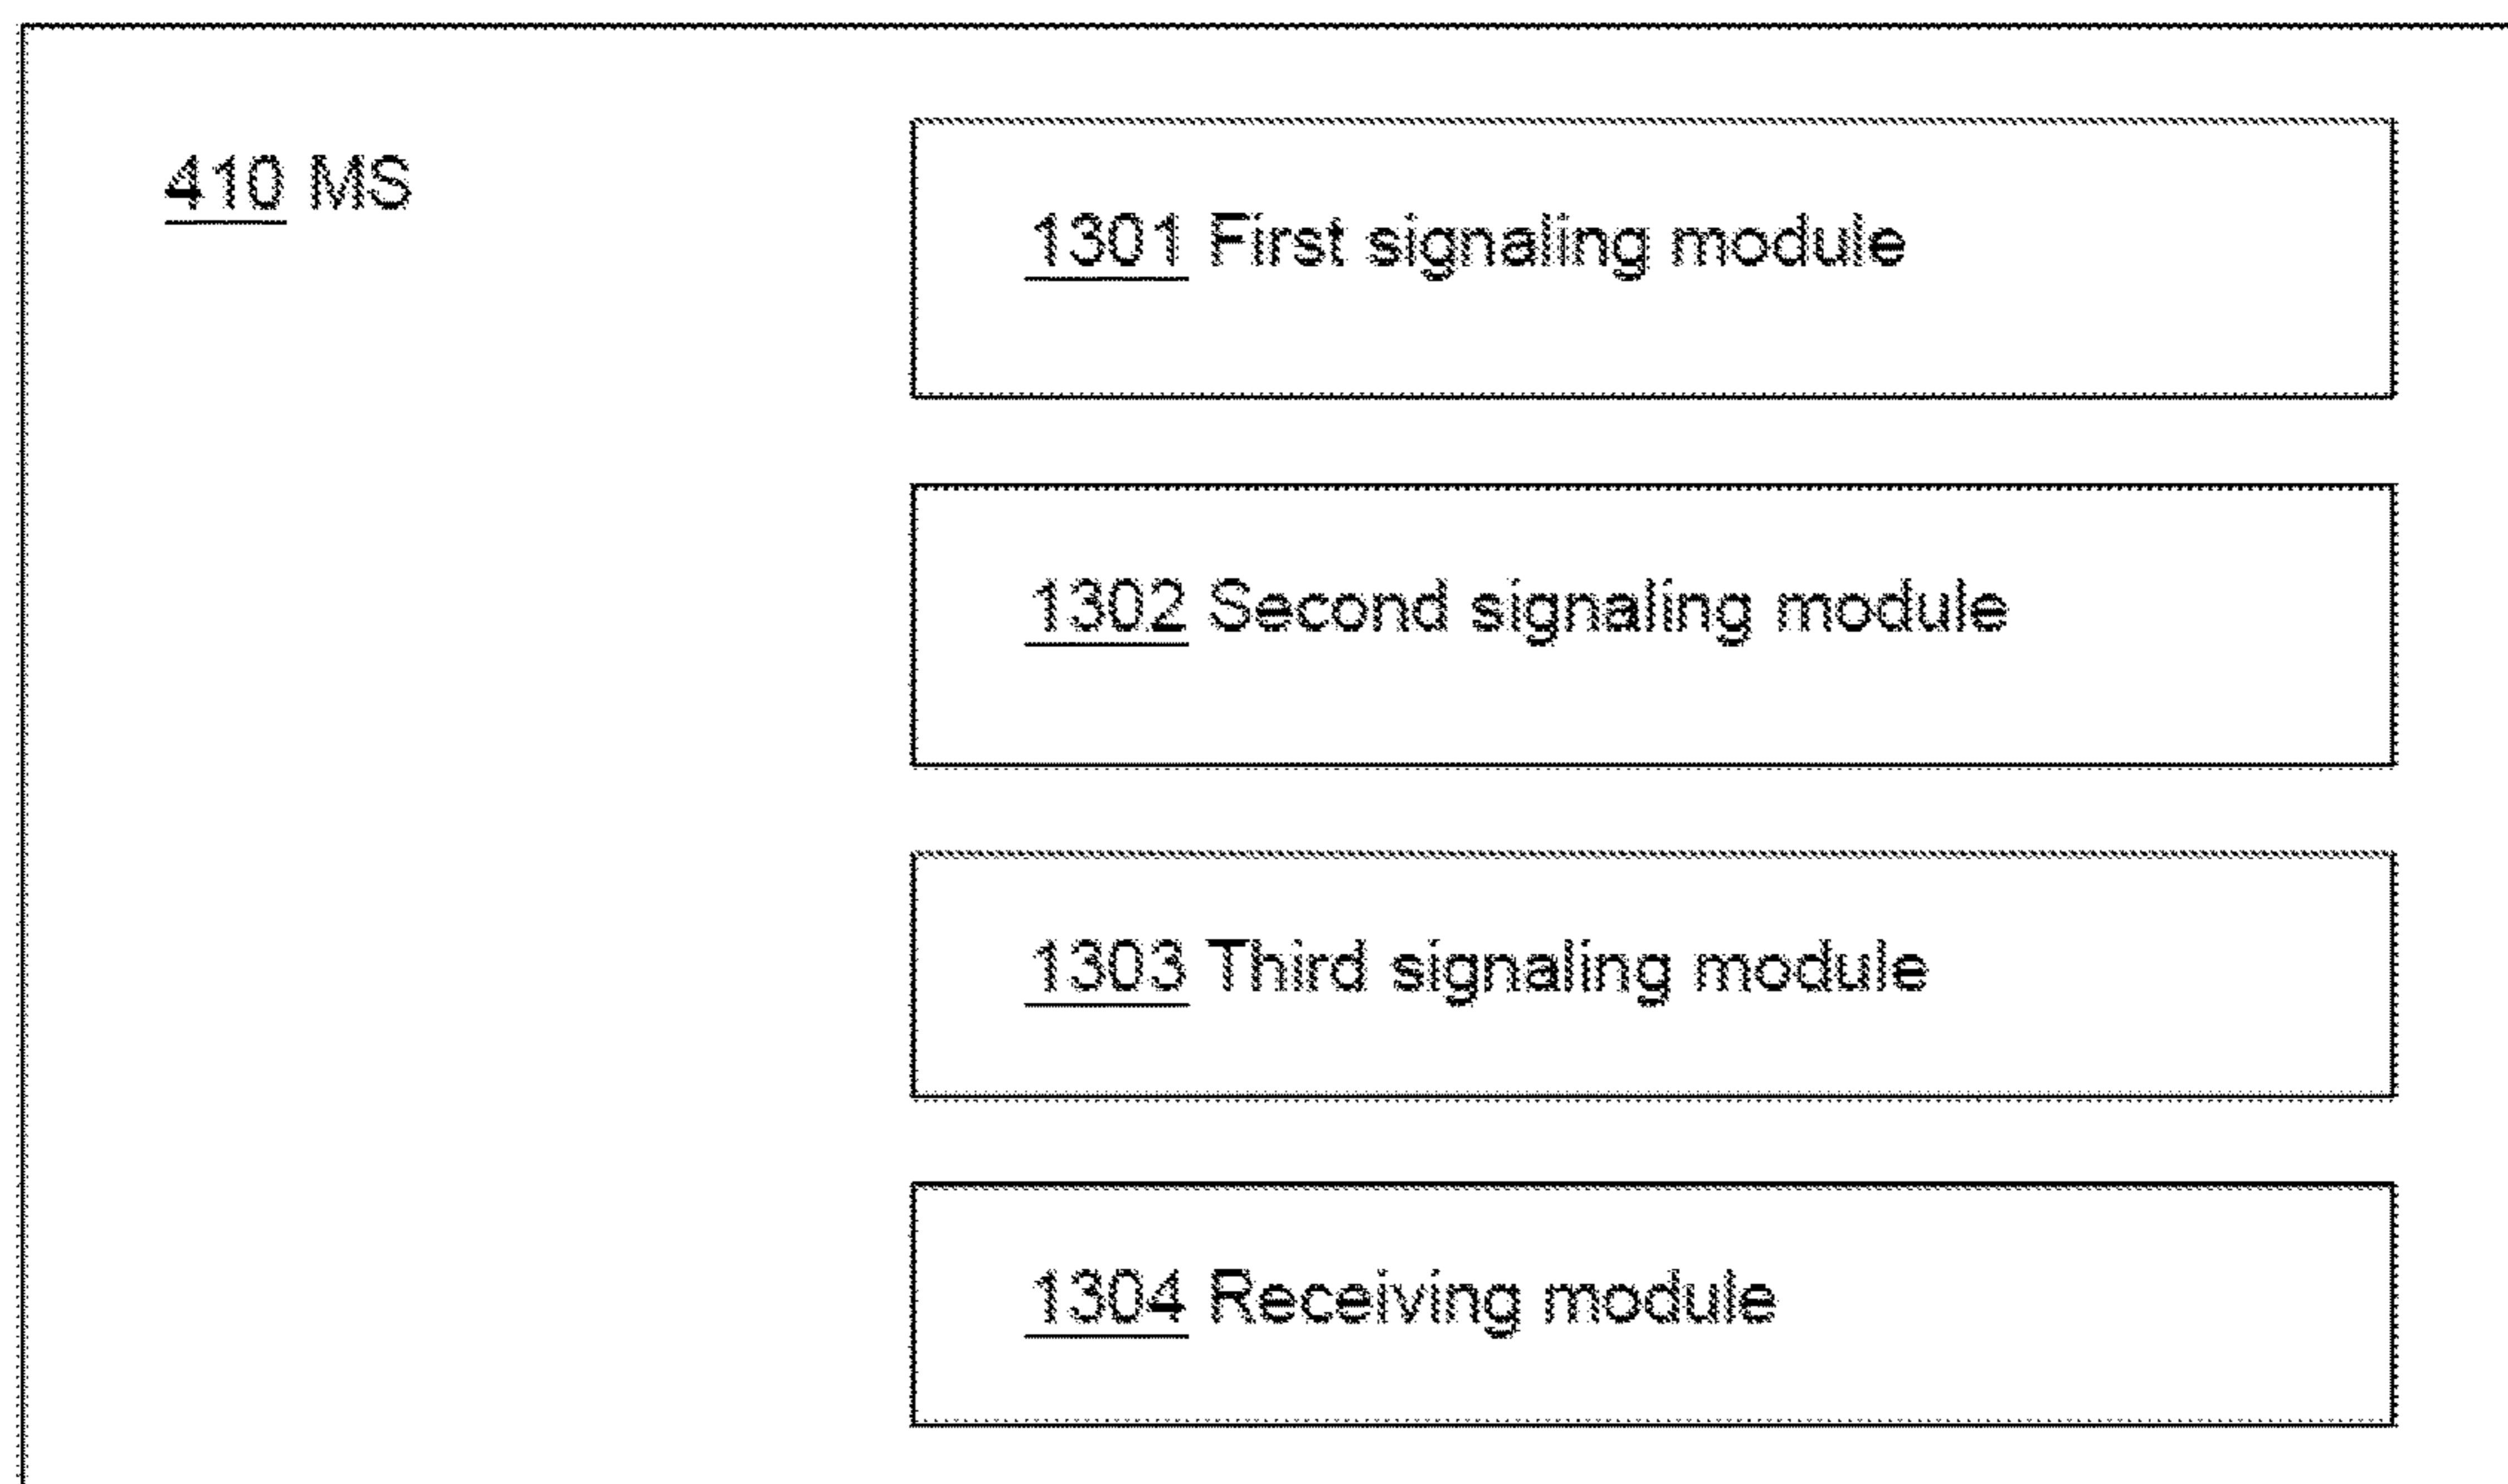 410 MS
1301 First signaling module
1302 Second signaling module
1303 Third signaling module
1304 Receiving module